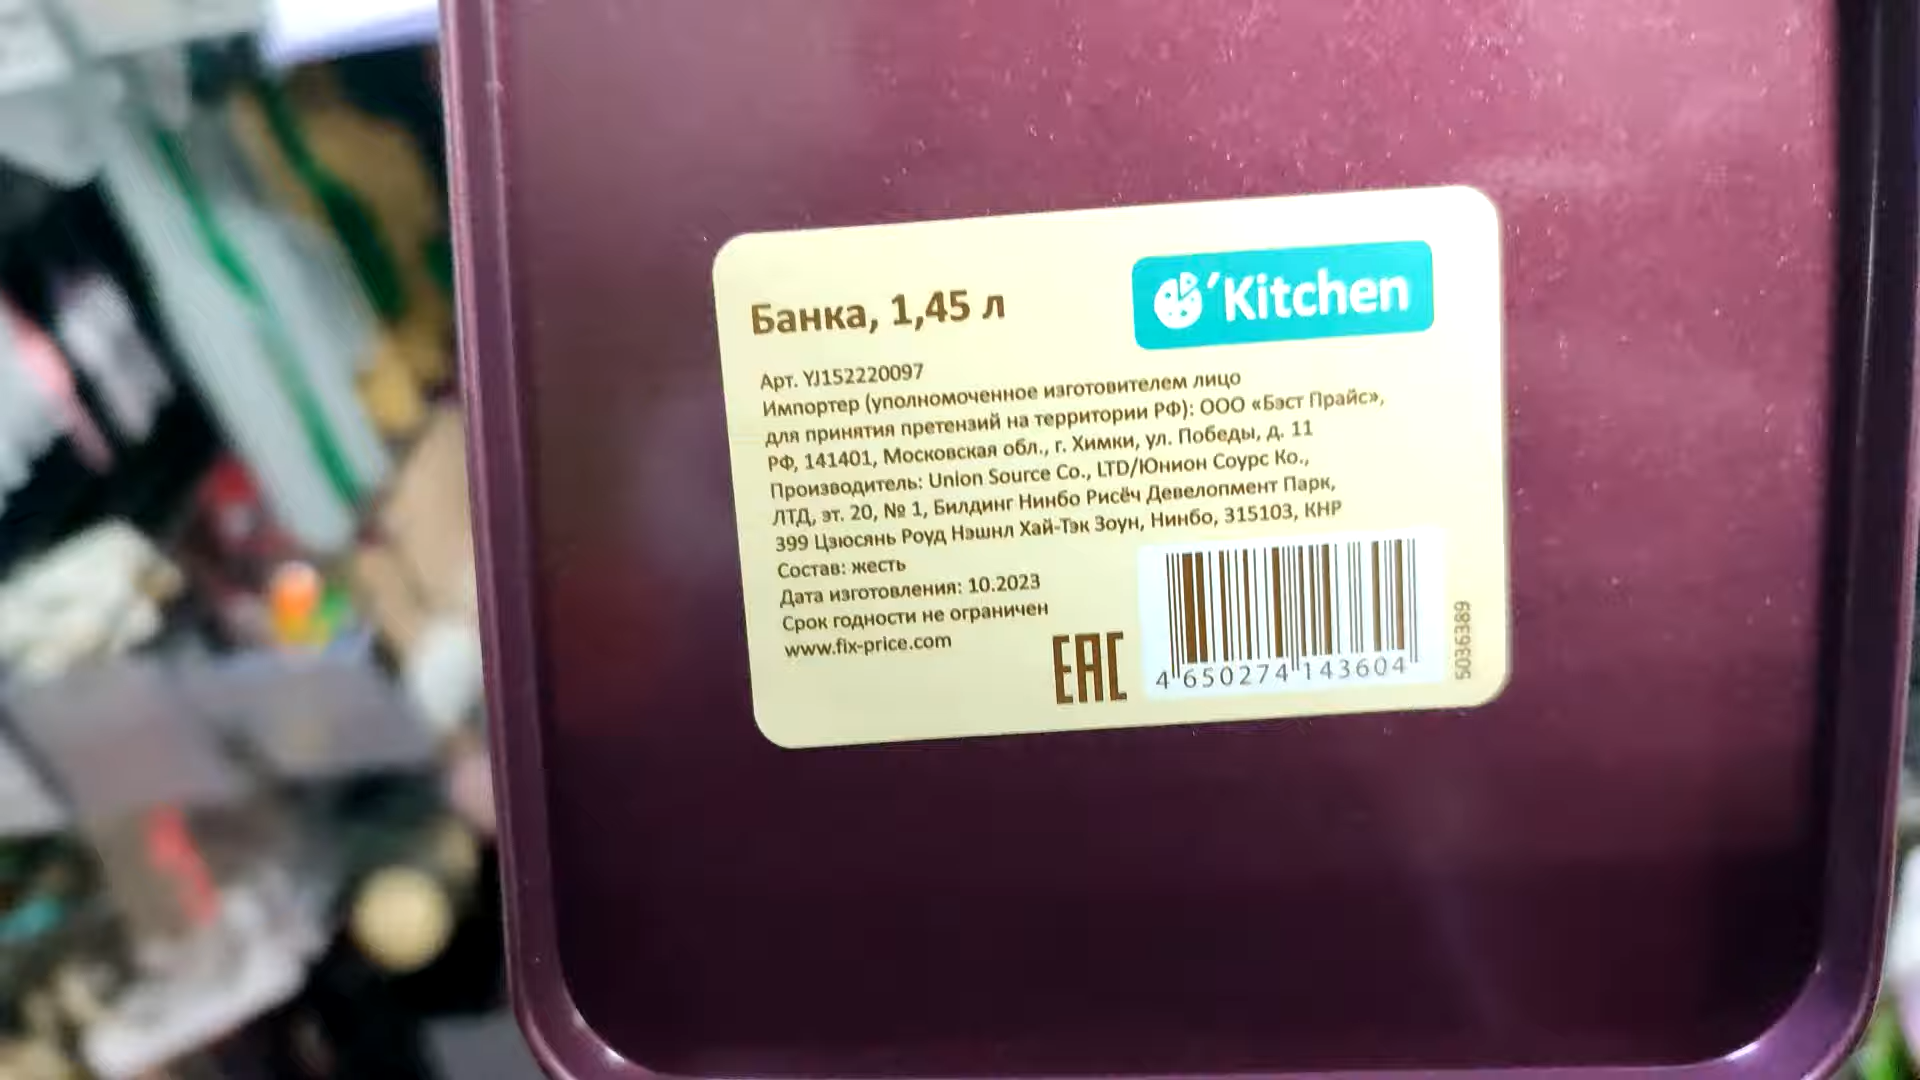 Банка, 1,45 л
'Kitchen
Арт. YJ152220097
Импортер (уполномоченное изготовителем лицо
для принятия претензий на территории РФ): ООО «Бэст Прайс»,
РФ, 141401, Московская обл., г. Химки, ул. Победы, д. 11
Производитель: Union Source Co., LTD/Юнион Соурс Ко.,
ЛТД, эт. 20, № 1, Билдинг Нинбо Рисёч Девелопмент Парк,
399 Цзюсянь Роуд Нэшнл Хай-Тэк Зоун, Нинбо, 315103, КНР
Состав: жесть
Дата изготовления: 10.2023
Срок годности не ограничен
www.fix-price.com
EAC
4 650274 143604
5036389